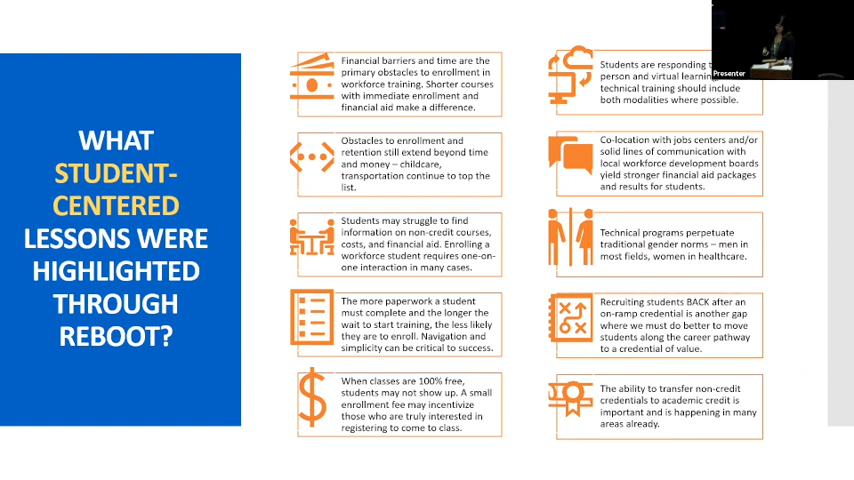 WHAT
STUDENT-
CENTERED
LESSONS WERE
HIGHLIGHTED
THROUGH
REBOOT?
Financial barriers and time are the
primary obstacles to enrollment in
workforce training. Shorter courses
with immediate enrollment and
financial aid make a difference.
Obstacles to enrollment and
retention still extend beyond time
and money – childcare,
transportation continue to top the
list.
Students may struggle to find
information on non-credit courses,
costs, and financial aid. Enrolling a
workforce student requires one-on-
one interaction in many cases.
The more paperwork a student
must complete and the longer the
wait to start training, the less likely
they are to enroll. Navigation and
simplicity can be critical to success.
When classes are 100% free,
students may not show up. A small
enrollment fee may incentivize
those who are truly interested in
registering to come to class.
Students are responding
person and virtual learning
technical training should include
both modalities where possible.
Co-location with jobs centers and/or
solid lines of communication with
local workforce development boards
yield stronger financial aid packages
and results for students.
Technical programs perpetuate
traditional gender norms – men in
most fields, women in healthcare.
Recruiting students BACK after an
on-ramp credential is another gap
where we must do better to move
students along the career pathway
to a credential of value.
The ability to transfer non-credit
credentials to academic credit is
important and is happening in many
areas already.
Presenter